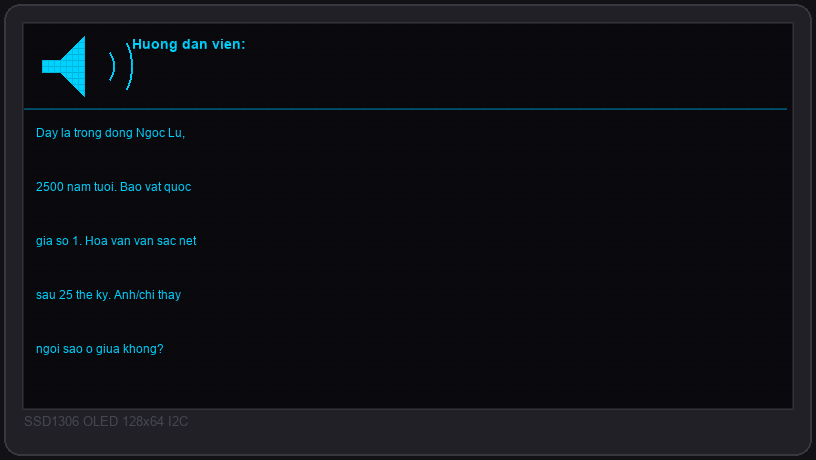 Huong dan vien:
Day la trong dong Ngoc Lu,
2500 nam tuoi. Bao vat quoc
gia so 1. Hoa van van sac net
sau 25 the ky. Anh/chi thay
ngoi sao o giua khong?
SSD1306 OLED 128x64 I2C